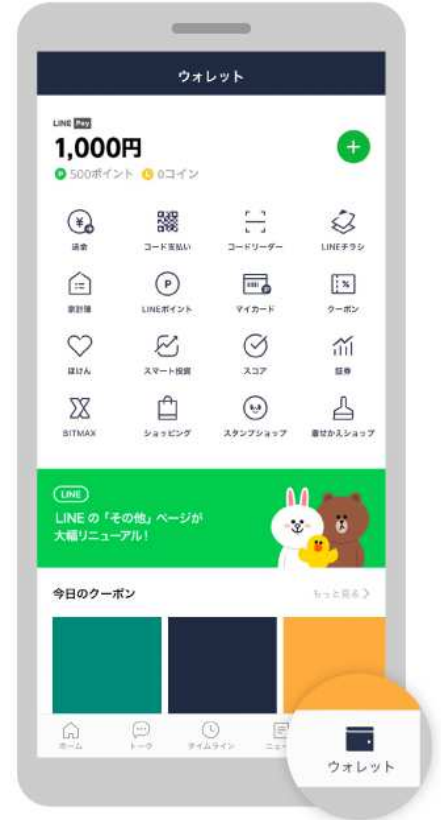 ウォレット
LINE Pay
1,000円
P 500ポイント L 0コイン
送金 コード支払い コードリーダー LINEチラシ
家計簿 LINEポイント マイカード クーポン
ほけん スマート投資 スコア 証券
BITMAX ショッピング スタンプショップ 着せかえショップ
LINE
LINE の「その他」ページが
大幅リニューアル!
今日のクーポン もっと見る
ホーム トーク タイムライン ニュー
ウォレット